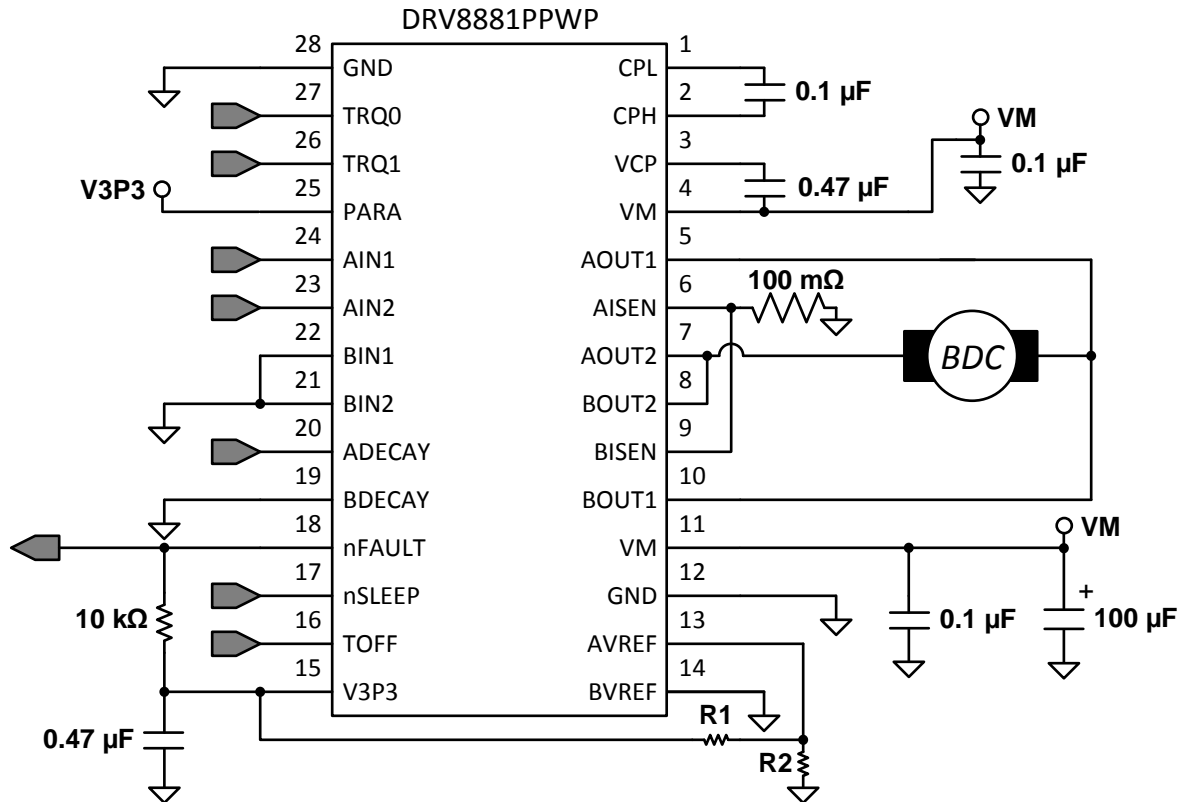 DRV8881PPWP
28 1
GND CPL
27 2 0.1 µF
TRQ0 CPH VM
26 3
TRQ1 VCP 0.1 µF
V3P3 25 4 0.47 µF
PARA VM
24 5
AIN1 AOUT1
23 6 100 mΩ
AIN2 AISEN
22 7
BIN1 AOUT2 BDC
21 8
BIN2 BOUT2
20 9
ADECAY BISEN
19 10
BDECAY BOUT1
18 11 VM
nFAULT VM
17 12 +
nSLEEP GND
10 kΩ 16 13 0.1 µF 100 µF
TOFF AVREF
15 14
V3P3 BVREF
R1
0.47 µF
R2